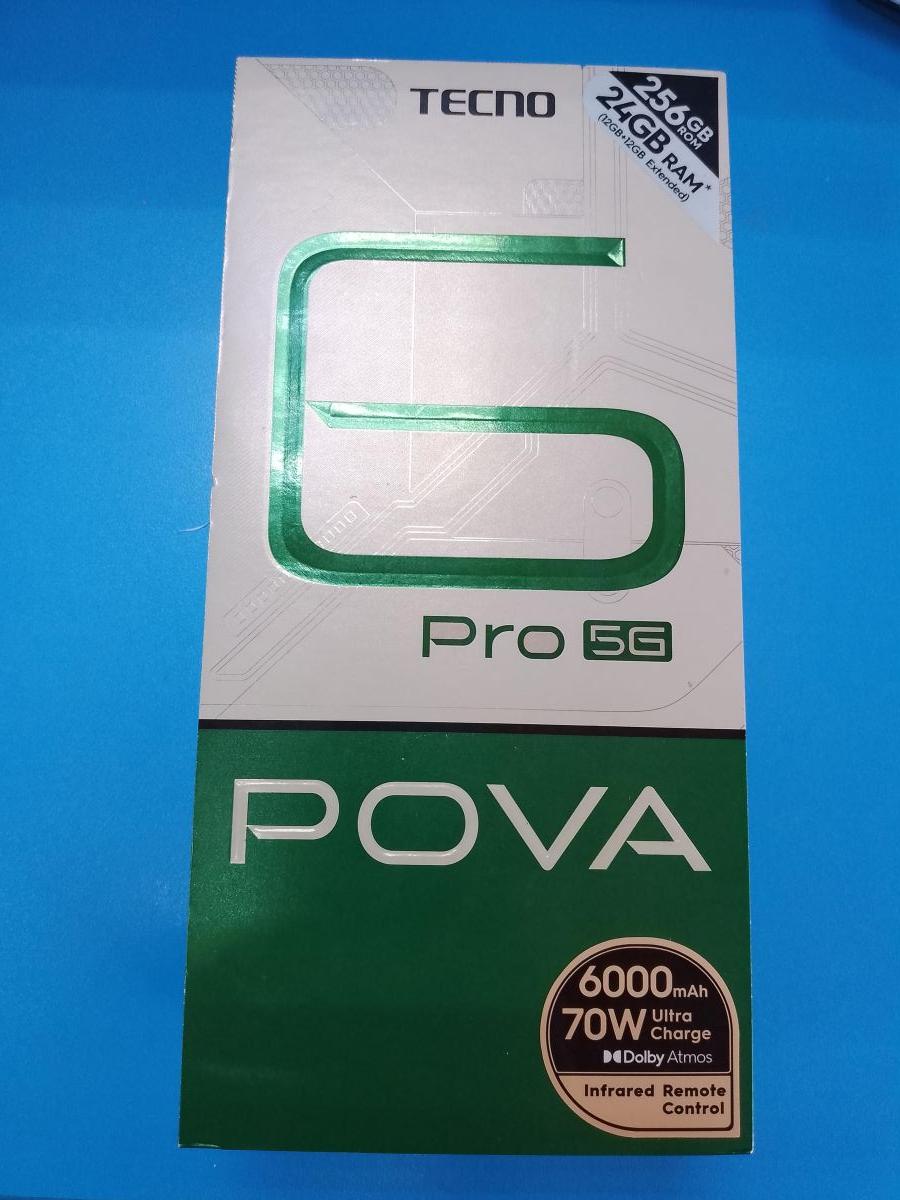 TECNO
256GB
ROM
24GB RAM*
(12GB+12GB Extended)
6
Pro 5G
POVA
6000mAh
70W Ultra
Charge
Dolby Atmos
Infrared Remote
Control